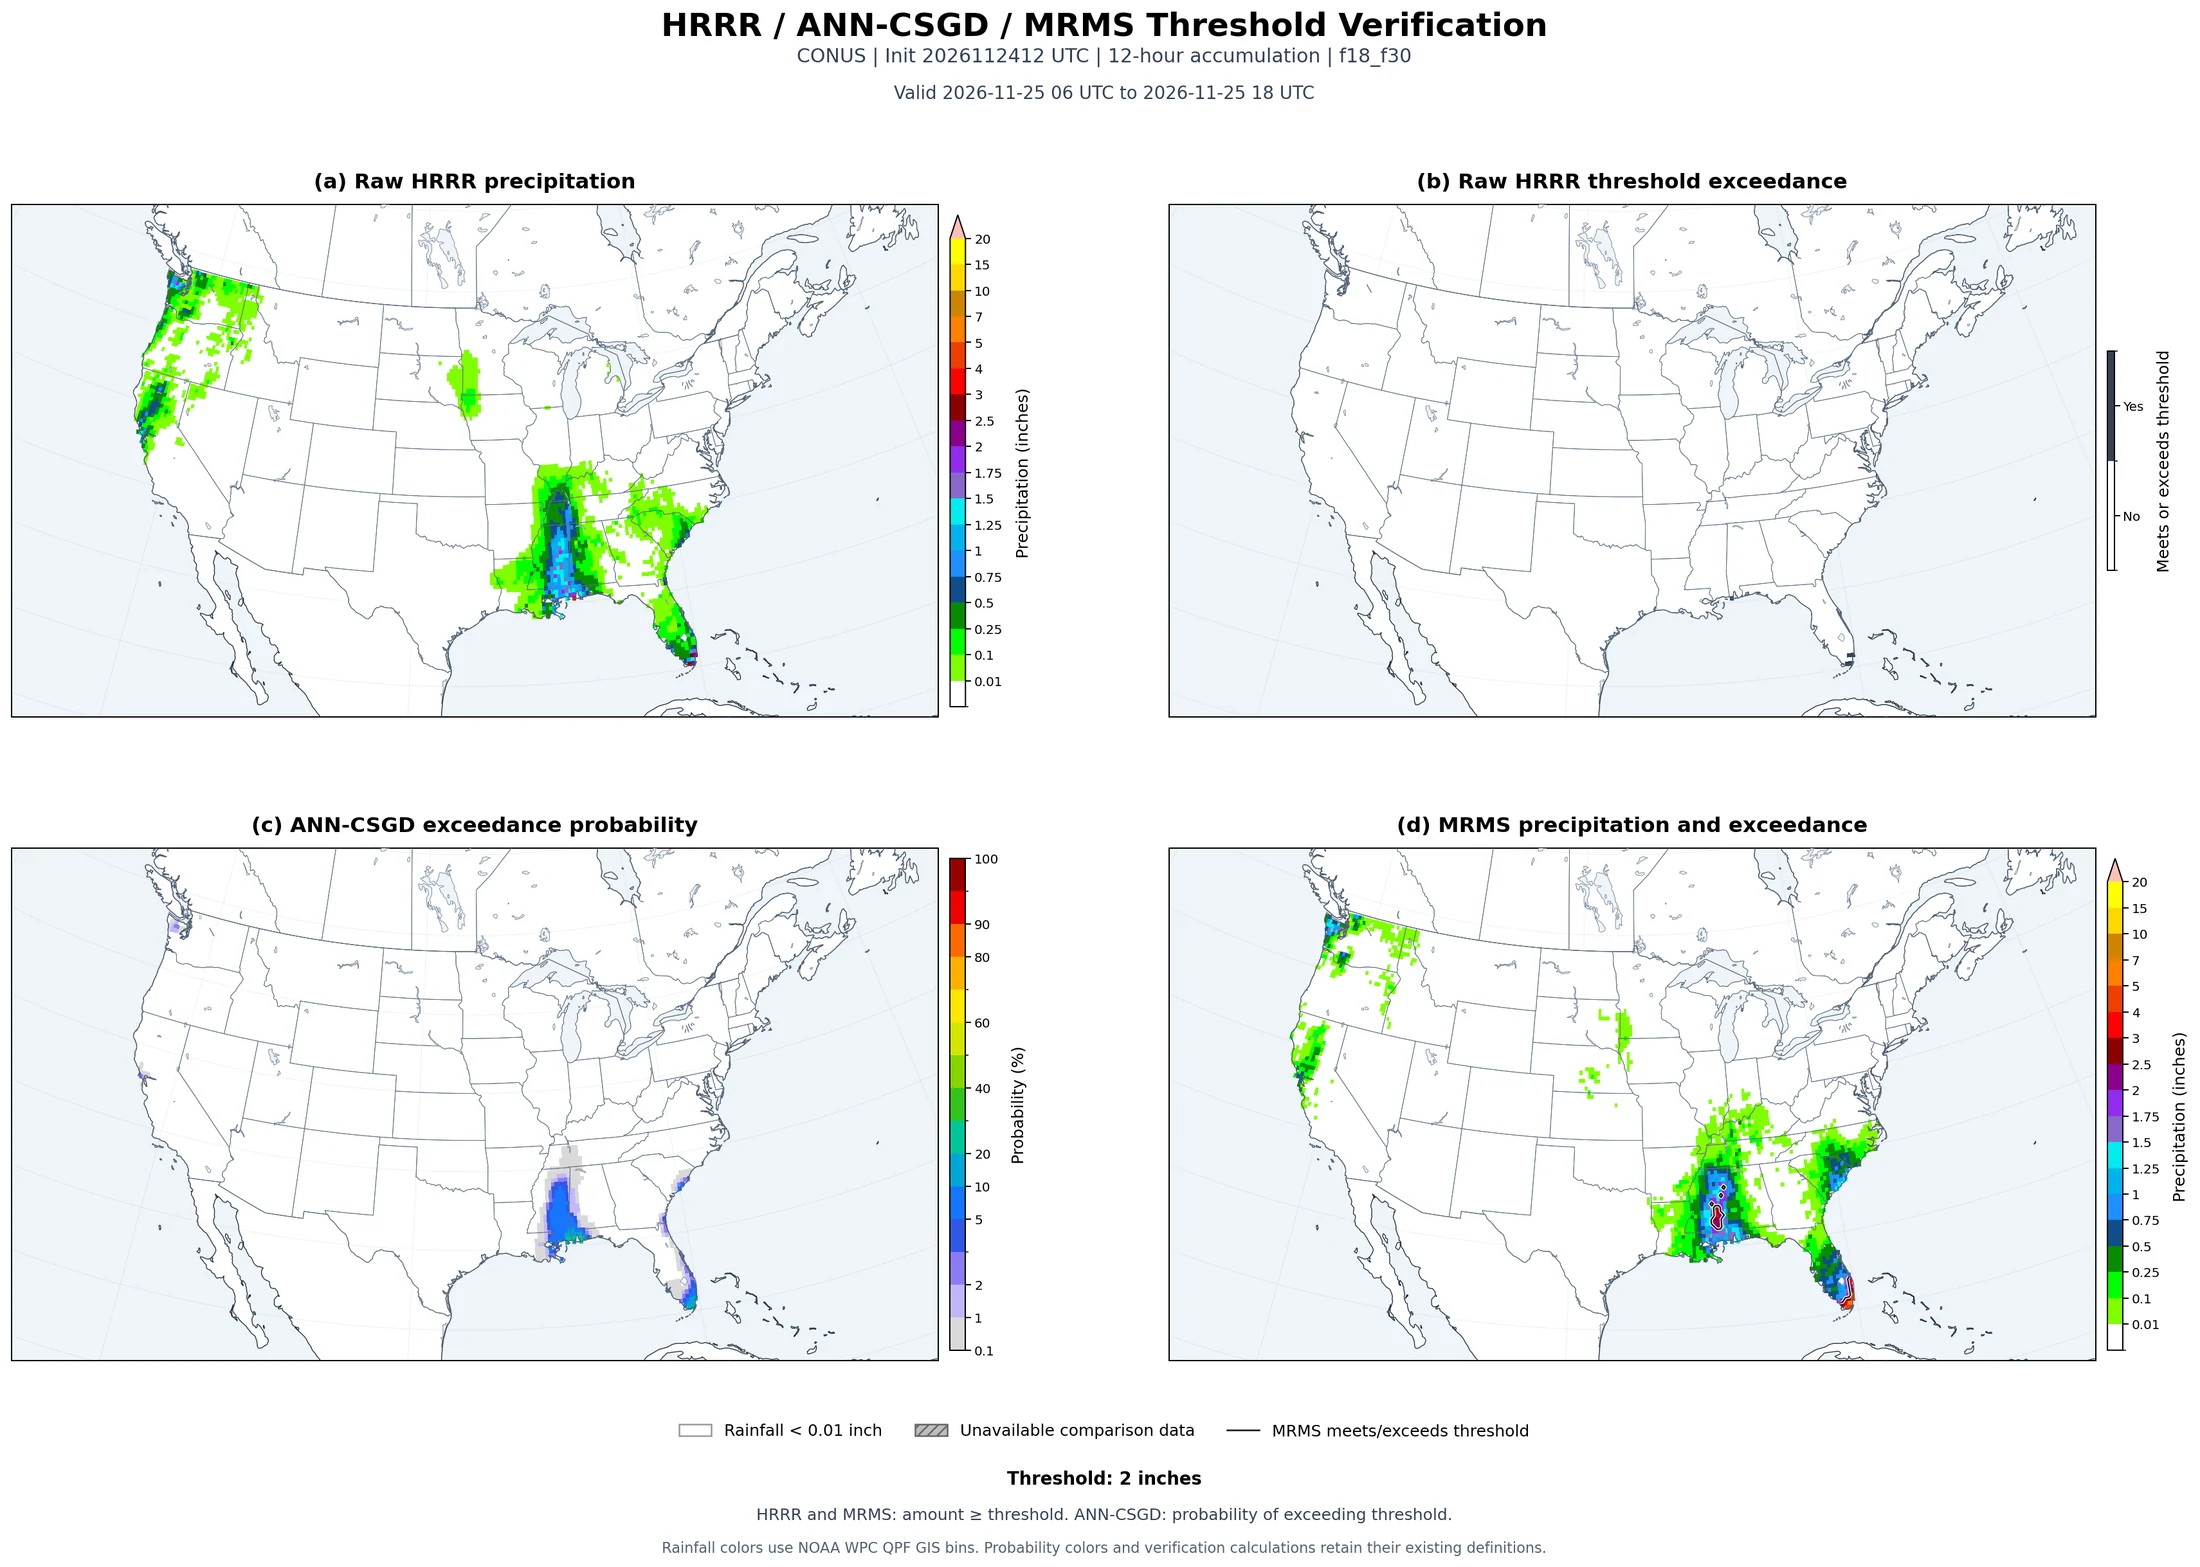 HRRR / ANN-CSGD / MRMS Threshold Verification
CONUS | Init 2026112412 UTC | 12-hour accumulation | f18_f30
Valid 2026-11-25 06 UTC to 2026-11-25 18 UTC
(a) Raw HRRR precipitation
20
15
10
7
5
4
3
2.5
2
1.75
1.5
1.25
1
0.75
0.5
0.25
0.1
0.01
Precipitation (inches)
(b) Raw HRRR threshold exceedance
Yes
No
Meets or exceeds threshold
(c) ANN-CSGD exceedance probability
100
90
80
60
40
20
10
5
2
1
0.1
Probability (%)
(d) MRMS precipitation and exceedance
20
15
10
7
5
4
3
2.5
2
1.75
1.5
1.25
1
0.75
0.5
0.25
0.1
0.01
Precipitation (inches)
Rainfall < 0.01 inch
Unavailable comparison data
MRMS meets/exceeds threshold
Threshold: 2 inches
HRRR and MRMS: amount ≥ threshold. ANN-CSGD: probability of exceeding threshold.
Rainfall colors use NOAA WPC QPF GIS bins. Probability colors and verification calculations retain their existing definitions.